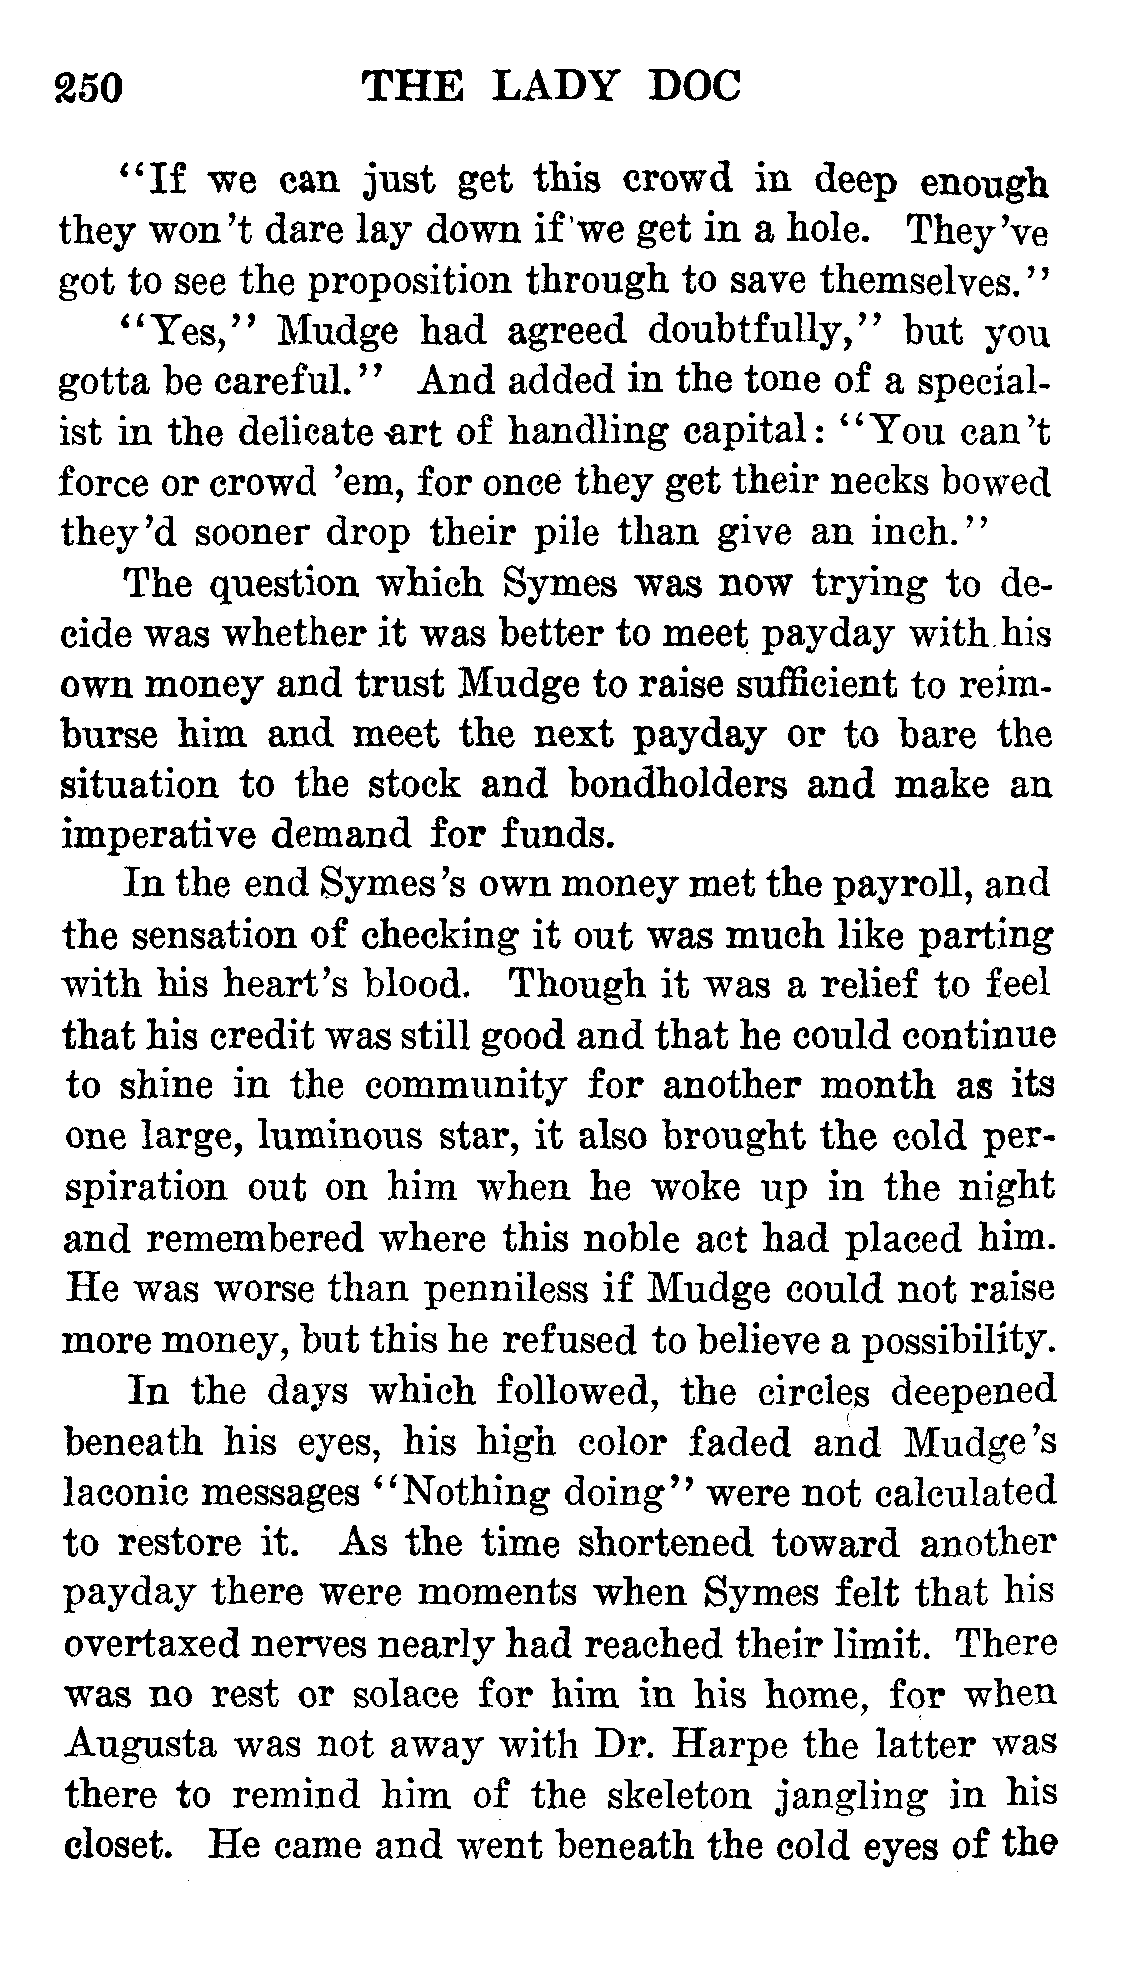 250 THE LADY DOC
"If we can just get this crowd in deep enough
they won't dare lay down if we get in a hole. They've
got to see the proposition through to save themselves."
"Yes," Mudge had agreed doubtfully," but you
gotta be careful." And added in the tone of a special-
ist in the delicate art of handling capital: "You can't
force or crowd 'em, for once they get their necks bowed
they'd sooner drop their pile than give an inch."
The question which Symes was now trying to de-
cide was whether it was better to meet payday with his
own money and trust Mudge to raise sufficient to reim-
burse him and meet the next payday or to bare the
situation to the stock and bondholders and make an
imperative demand for funds.
In the end Symes's own money met the payroll, and
the sensation of checking it out was much like parting
with his heart's blood. Though it was a relief to feel
that his credit was still good and that he could continue
to shine in the community for another month as its
one large, luminous star, it also brought the cold per-
spiration out on him when he woke up in the night
and remembered where this noble act had placed him.
He was worse than penniless if Mudge could not raise
more money, but this he refused to believe a possibility.
In the days which followed, the circles deepened
beneath his eyes, his high color faded and Mudge's
laconic messages "Nothing doing" were not calculated
to restore it. As the time shortened toward another
payday there were moments when Symes felt that his
overtaxed nerves nearly had reached their limit. There
was no rest or solace for him in his home, for when
Augusta was not away with Dr. Harpe the latter was
there to remind him of the skeleton jangling in his
closet. He came and went beneath the cold eyes of the